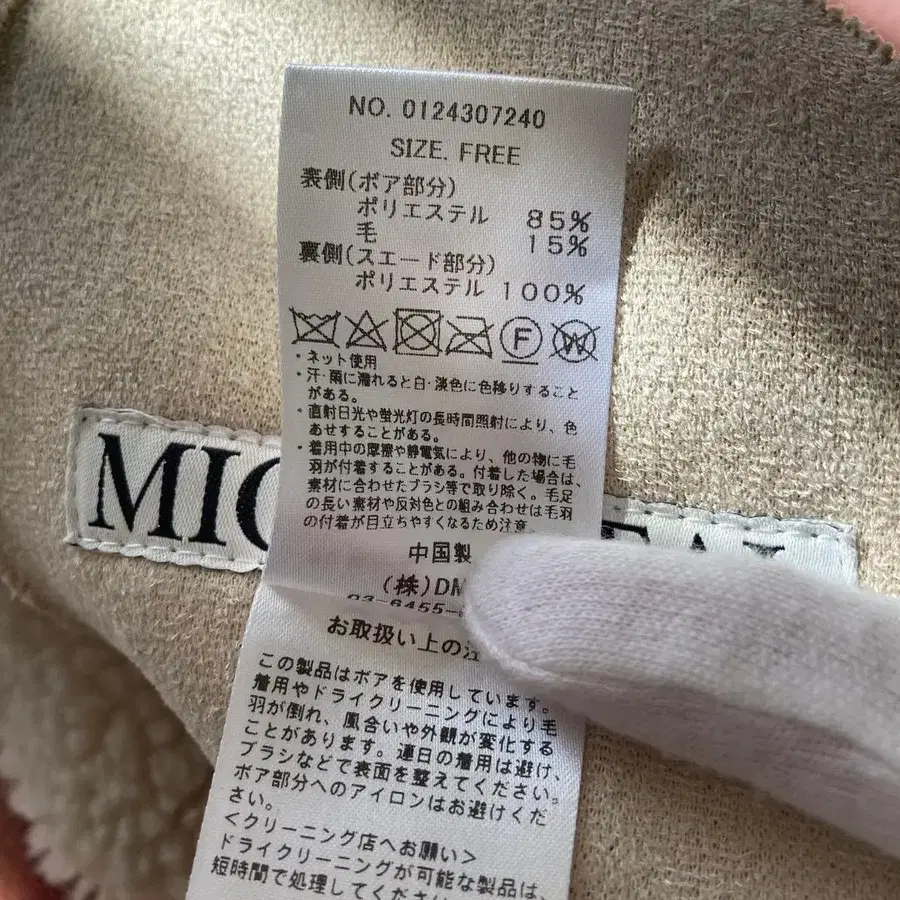 NO. 0124307240
SIZE. FREE
表側(ボア部分)
ポリエステル 85%
毛 15%
裏側(スエード部分)
ポリエステル 100%
F
W
・ネット使用
・汗・雨に濡れると白・淡色に色移りすること
がある。
・直射日光や蛍光灯の長時間照射により、色
あせすることがある。
・着用中の摩擦や静電気により、他の物に毛
羽が付着することがある。付着した場合は、
素材に合わせたブラシ等で取り除く。毛足
の長い素材や反対色との組み合わせは毛羽
の付着が目立ちやすくなるため注意。
MIC
中国製
(株)DM
03-6455-
お取扱い上の注
この製品はボアを使用しています。
着用やドライクリーニングにより毛
羽が倒れ、風合いや外観が変化する
ことがあります。連日の着用は避け、
ブラシなどで表面を整えてください。
ボア部分へのアイロンはお避けくだ
さい。
<クリーニング店へお願い>
ドライクリーニングが可能な製品は、
短時間で処理してください